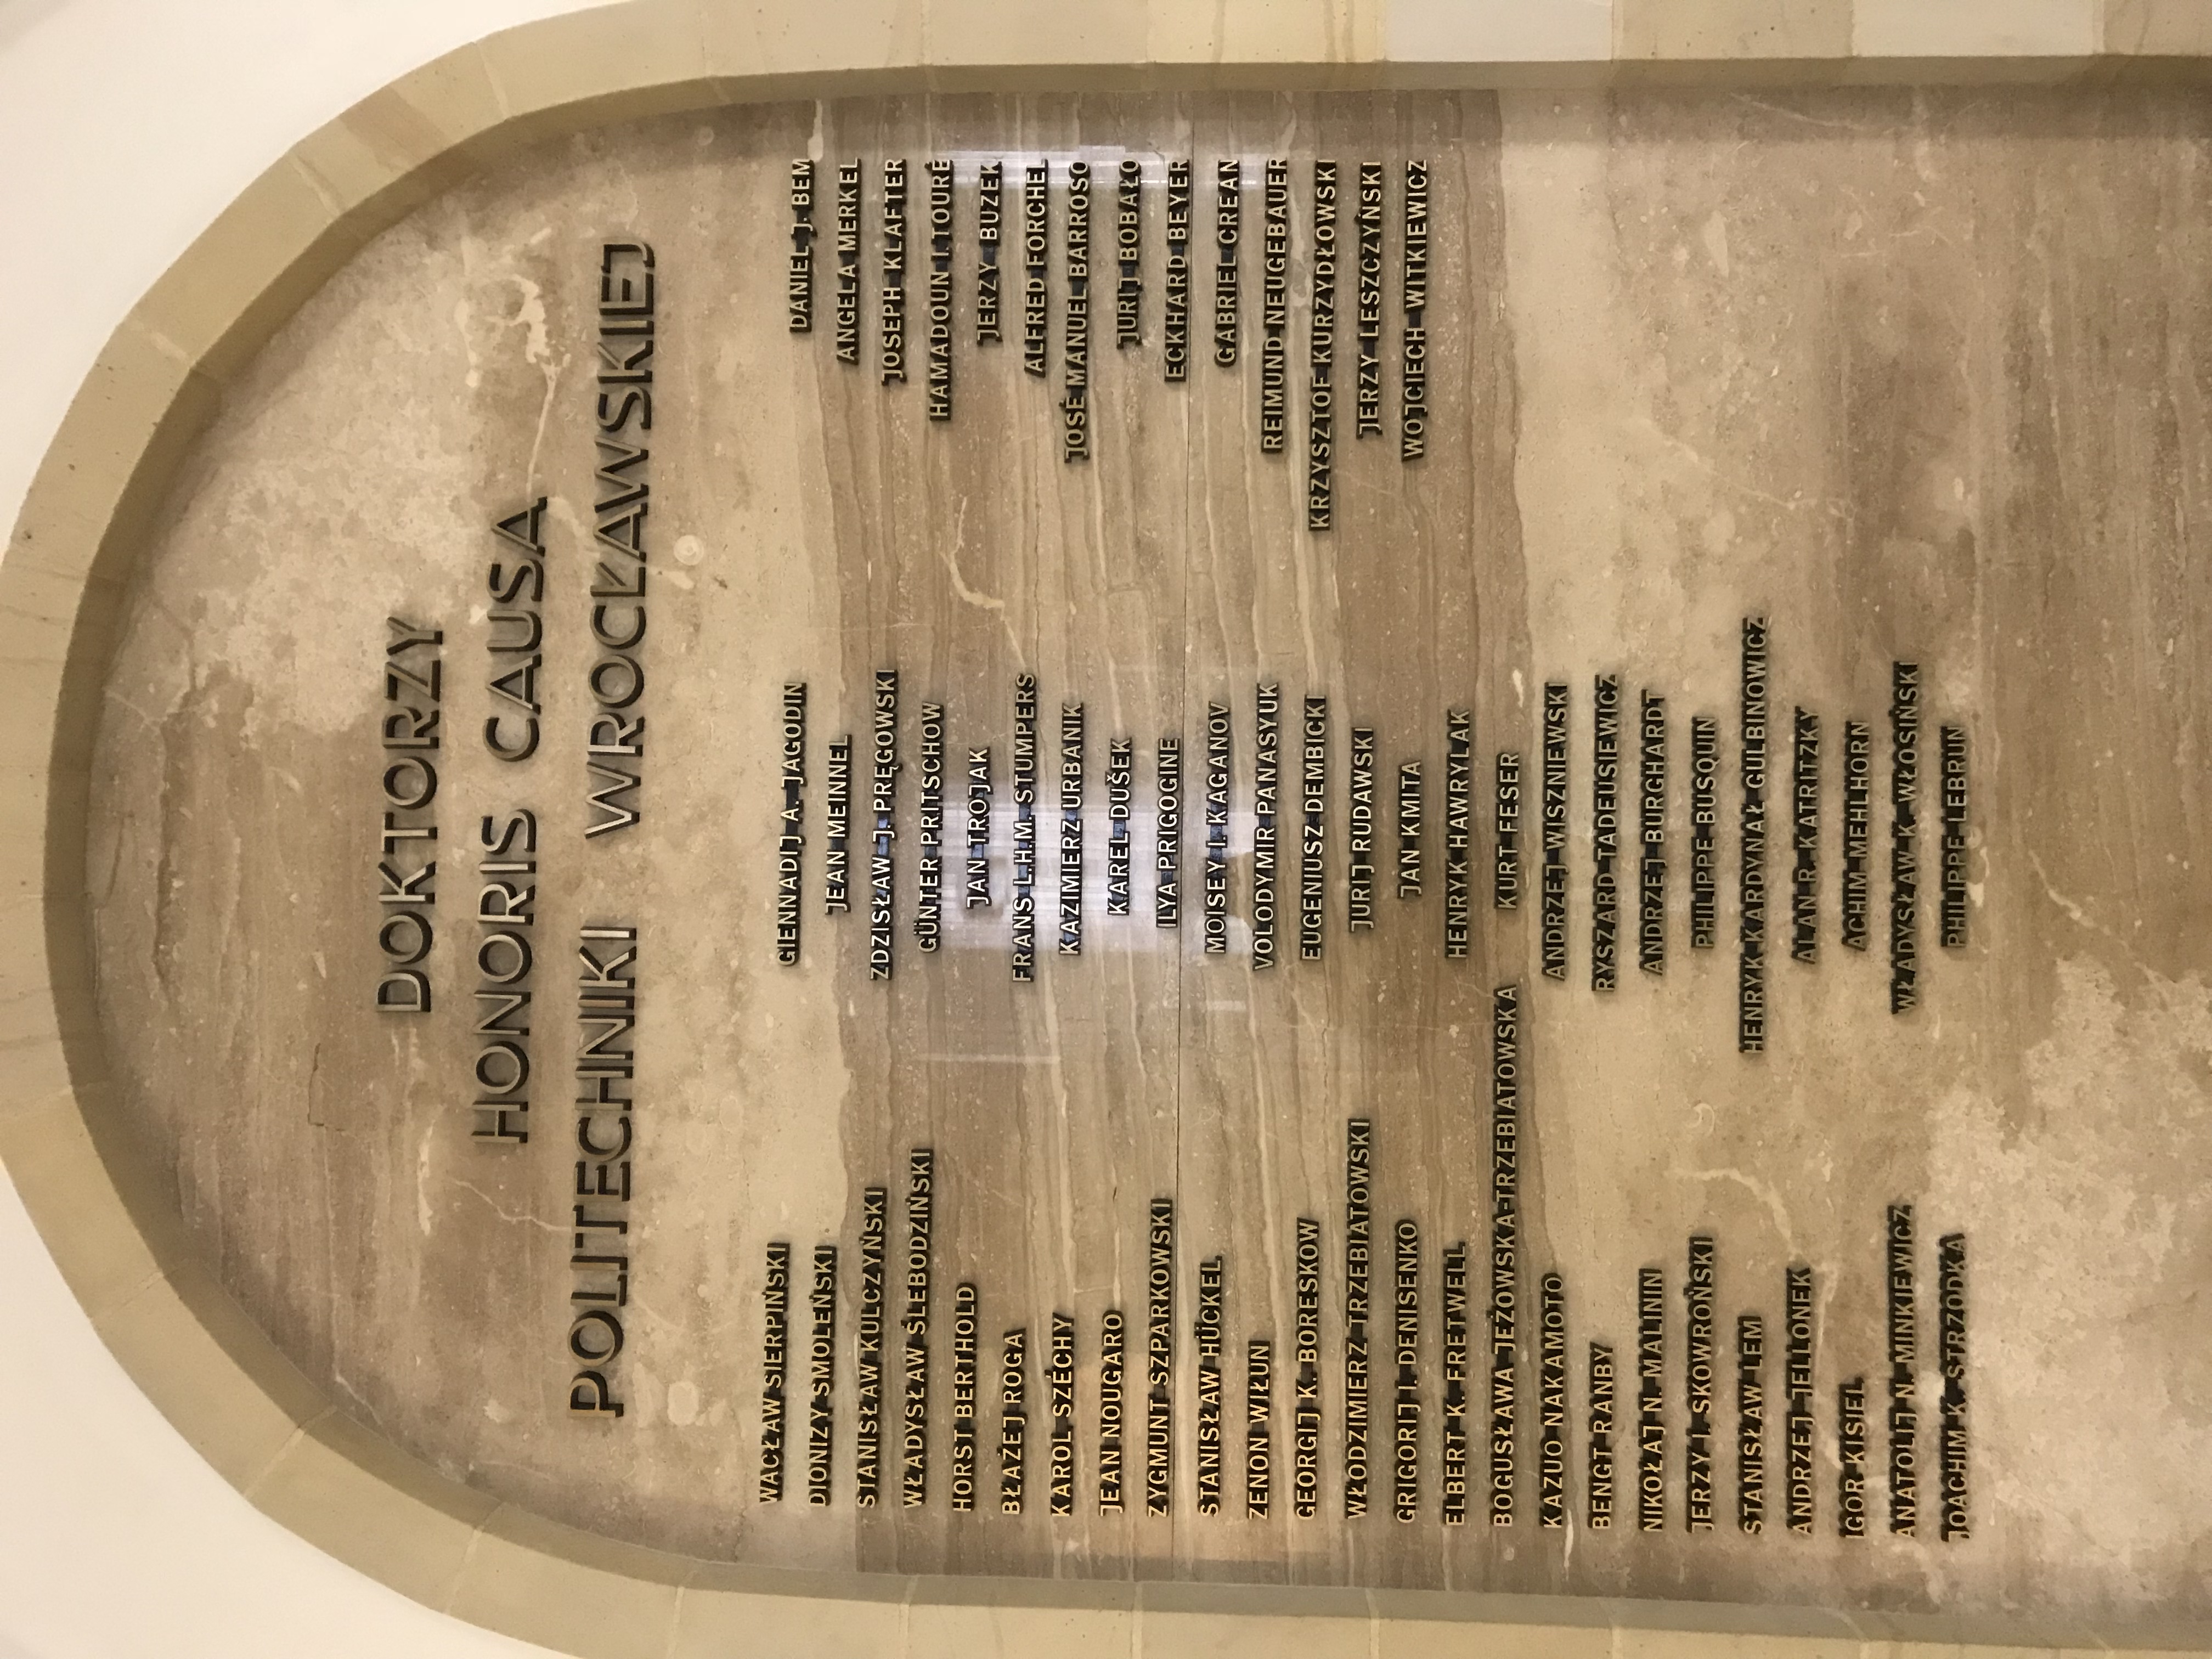 DOKTORZY
HONORIS CAUSA
POLITECHNIKI WROCŁAWSKIEJ
WACŁAW SIERPIŃSKI
DIONIZY SMOLEŃSKI
STANISŁAW KULCZYŃSKI
WŁADYSŁAW ŚLEBODZIŃSKI
HORST BERTHOLD
BŁAŻEJ ROGA
KAROL SZÉCHY
JEAN NOUGARO
ZYGMUNT SZPARKOWSKI
STANISŁAW HÜCKEL
ZENON WIŁUN
GEORGIJ K. BORESKOW
WŁODZIMIERZ TRZEBIATOWSKI
GRIGORIJ I. DENISENKO
ELBERT K. FRETWELL
BOGUSŁAWA JEŻOWSKA-TRZEBIATOWSKA
KAZUO NAKAMOTO
BENGT RANBY
NIKOŁAJ N. MALININ
JERZY I. SKOWROŃSKI
STANISŁAW LEM
ANDRZEJ JELLONEK
IGOR KISIEL
ANATOLIJ N. MINKIEWICZ
JOACHIM K. STRZODKA
GIENNADIJ A. JAGODIN
JEAN MEINNEL
ZDZISŁAW J. PRĘGOWSKI
GÜNTER PRITSCHOW
JAN TROJAK
FRANS L.H.M. STUMPERS
KAZIMIERZ URBANIK
KAREL DUŠEK
ILYA PRIGOGINE
MOISEY I. KAGANOV
VOLODYMIR PANASYUK
EUGENIUSZ DEMBICKI
JURIJ RUDAWSKI
JAN KMITA
HENRYK HAWRYLAK
KURT FESER
ANDRZEJ WISZNIEWSKI
RYSZARD TADEUSIEWICZ
ANDRZEJ BURGHARDT
PHILIPPE BUSQUIN
HENRYK KARDYNAŁ GULBINOWICZ
ALAN R. KATRITZKY
ACHIM MEHLHORN
WŁADYSŁAW K. WŁOSIŃSKI
PHILIPPE LEBRUN
DANIEL J. BEM
ANGELA MERKEL
JOSEPH KLAFTER
HAMADOUN I. TOURÉ
JERZY BUZEK
ALFRED FORCHEL
JOSÉ MANUEL BARROSO
JURIJ BOBAŁO
ECKHARD BEYER
GABRIEL CREAN
REIMUND NEUGEBAUER
KRZYSZTOF KURZYDŁOWSKI
JERZY LESZCZYŃSKI
WOJCIECH WITKIEWICZ